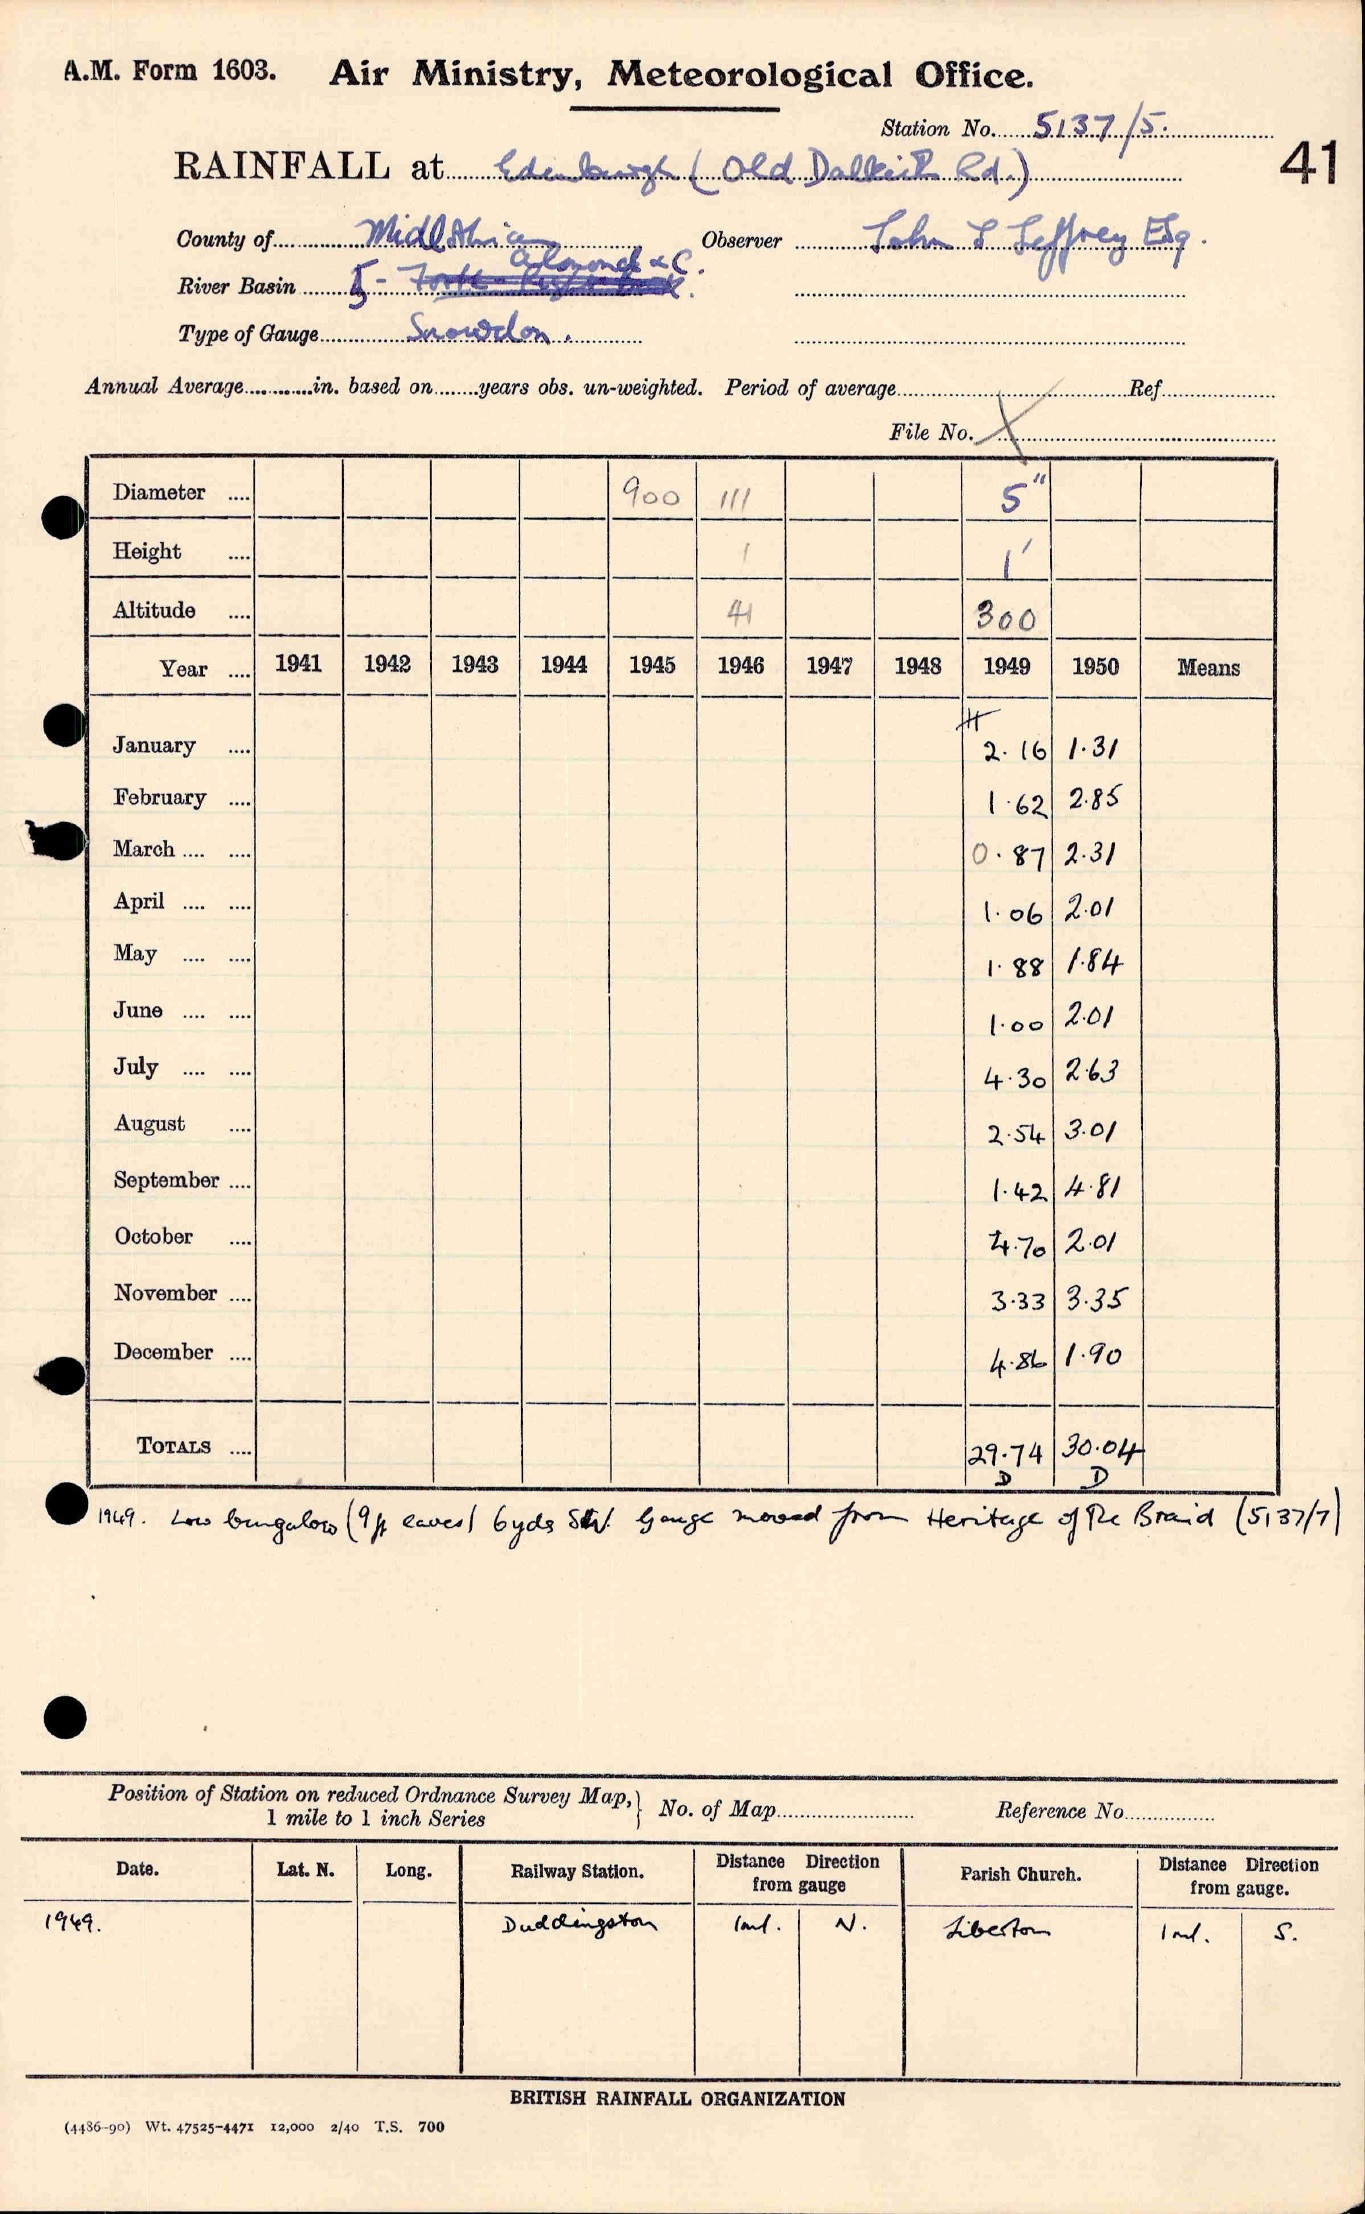 A.M. Form 1603. Air Ministry, Meteorological Office.
Station No. 5137/5.
RAINFALL at Edinburgh (Old Dalkeith Rd.) 41
County of Midlothian Observer John S Jeffrey Esq.
Almond &c.
River Basin 5 - Forth
Type of Gauge Snowdon.
Annual Average in. based on years obs. un-weighted. Period of average Ref
File No.
Diameter .... 900 111 5"
Height .... 1 1'
Altitude .... 41 300
Year .... 1941 1942 1943 1944 1945 1946 1947 1948 1949 1950 Means
January .... 2.16 1.31
February .... 1.62 2.85
March .... .... 0.87 2.31
April .... .... 1.06 2.01
May .... .... 1.88 1.84
June .... .... 1.00 2.01
July .... .... 4.30 2.63
August .... 2.54 3.01
September .... 1.42 4.81
October .... 4.70 2.01
November .... 3.33 3.35
December .... 4.86 1.90
TOTALS .... 29.74 30.04
D D
1949. Low bungalow (9ft eaves) 6yds SW. Gauge moved from Heritage of the Braid (5137/7)
Position of Station on reduced Ordnance Survey Map, } No. of Map Reference No
1 mile to 1 inch Series
Date. Lat. N. Long. Railway Station. Distance Direction from gauge Parish Church. Distance Direction from gauge.
1949. Duddingston 1ml. N. Liberton 1ml. S.
BRITISH RAINFALL ORGANIZATION
(4486-90) Wt. 47525-4471 12,000 2/40 T.S. 700